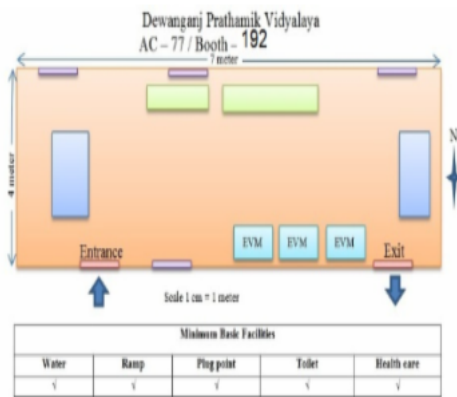 Dewanganj Prathamik Vidyalaya
AC – 77 / Booth – 192
7 meter
4 meter
N
EVM EVM EVM
Entrance Exit
Scale 1 cm = 1 meter
Minimum Basic Facilities
Water Ramp Plug point Toilet Health care
√ √ √ √ √